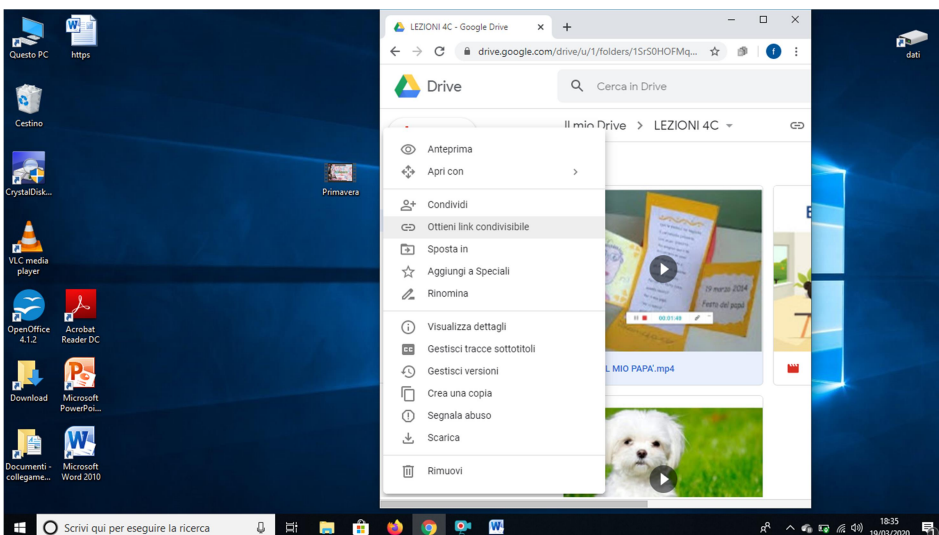 Questo PC
https
Cestino
CrystalDisk...
Primavera
VLC media
player
OpenOffice
4.1.2
Acrobat
Reader DC
Download
Microsoft
PowerPoi...
Documenti -
collegame...
Microsoft
Word 2010
dati
LEZIONI 4C - Google Drive
drive.google.com/drive/u/1/folders/1SrS0HOFMq...
f
Drive
Cerca in Drive
Il mio Drive > LEZIONI 4C
Anteprima
Apri con
Condividi
Ottieni link condivisibile
Sposta in
Aggiungi a Speciali
Rinomina
Visualizza dettagli
CC Gestisci tracce sottotitoli
Gestisci versioni
Crea una copia
Segnala abuso
Scarica
Rimuovi
19 marzo 2014
Festa del papà
00:01:49
L MIO PAPA'.mp4
Scrivi qui per eseguire la ricerca
18:35
19/03/2020